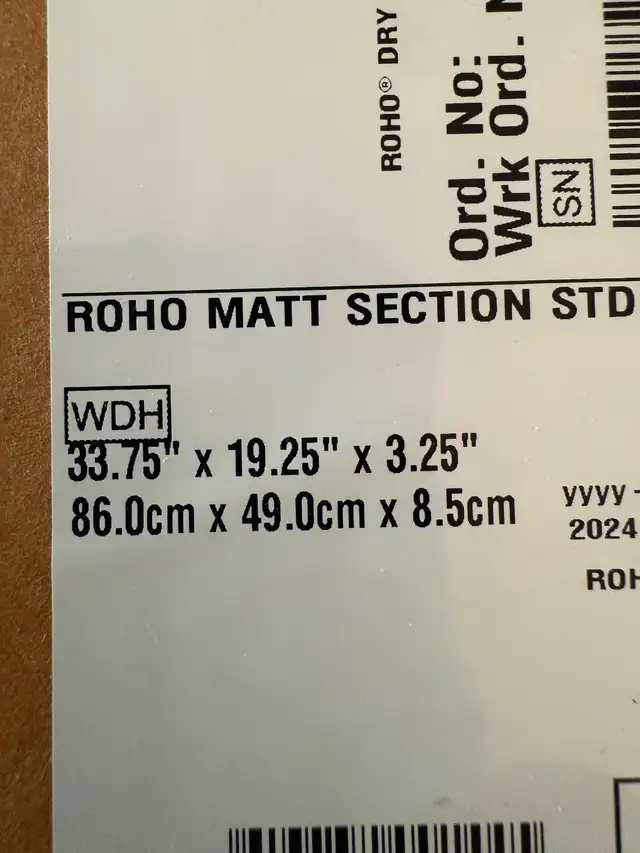 ROHO® DRY
Ord. No:
Wrk Ord.
SN
ROHO MATT SECTION STD
WDH
33.75" x 19.25" x 3.25"
86.0cm x 49.0cm x 8.5cm
yyyy -
2024
ROH